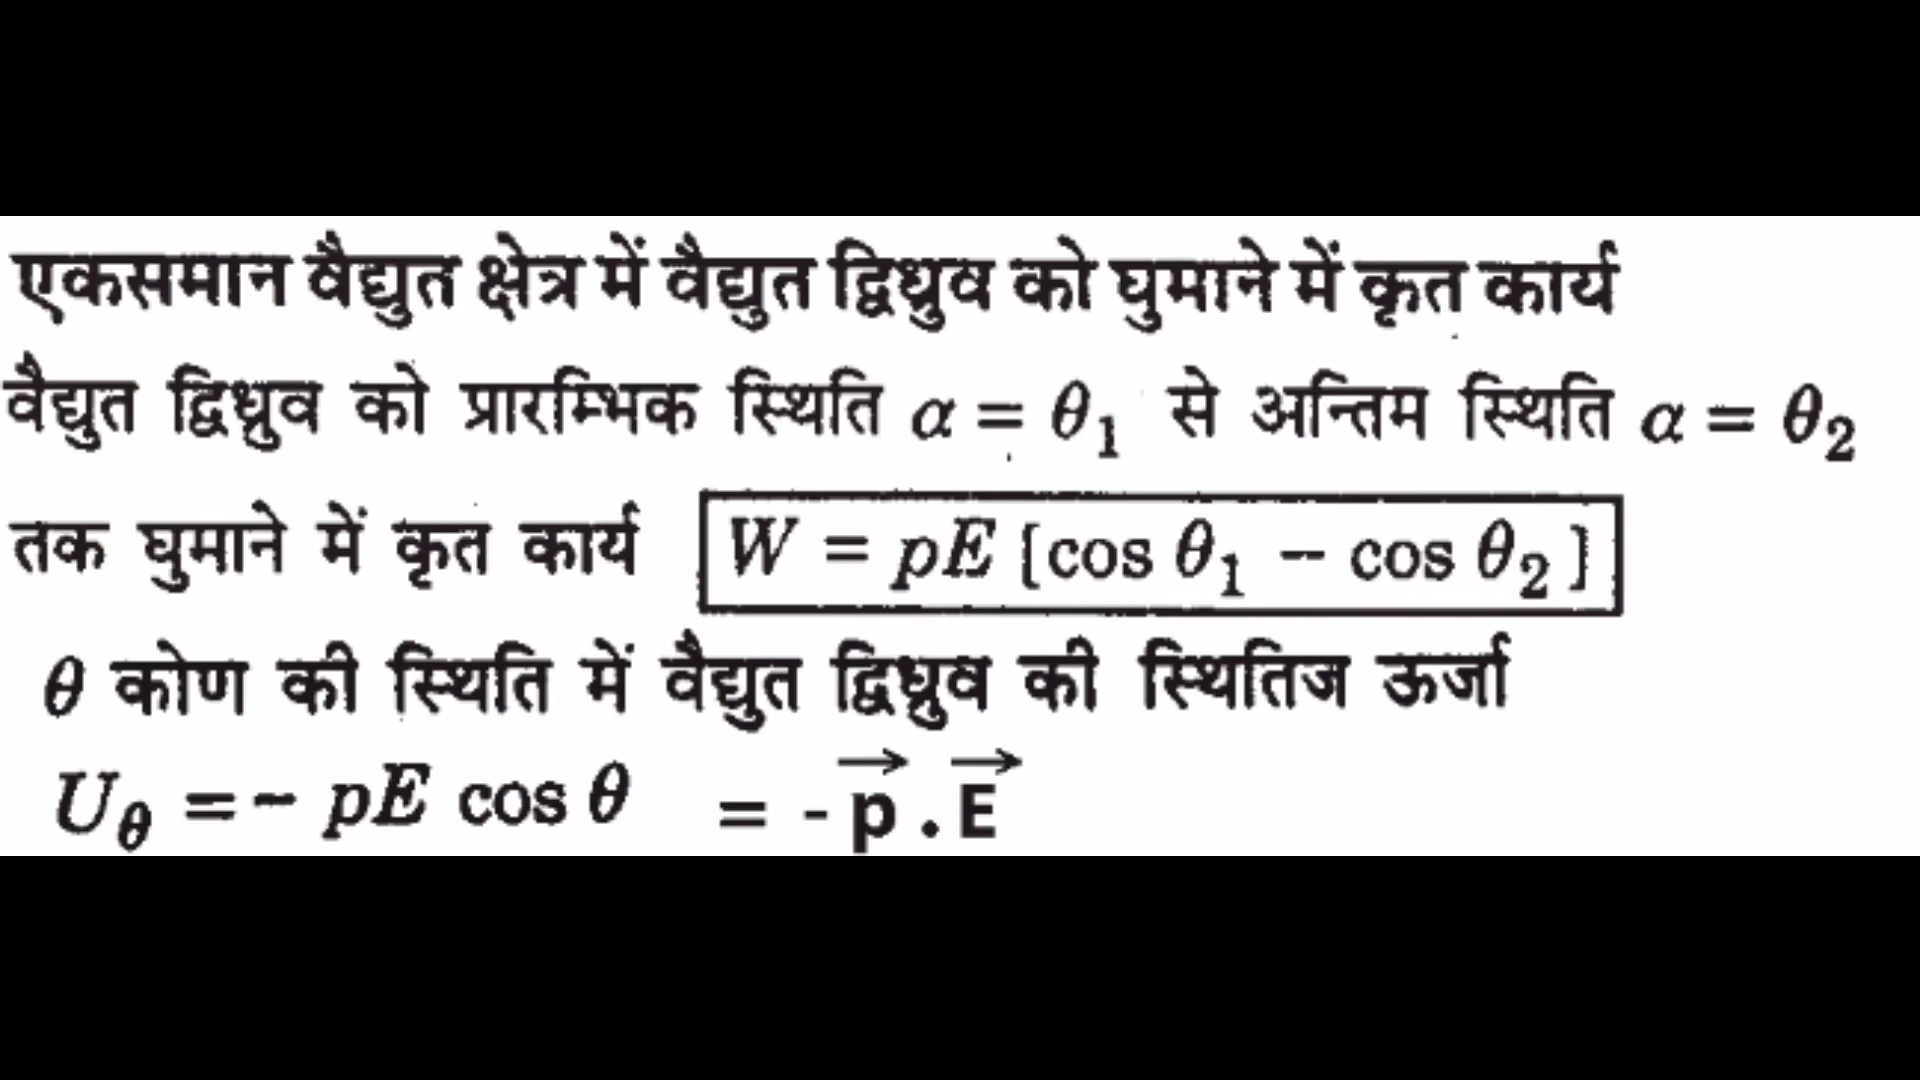 एकसमान वैद्युत क्षेत्र में वैद्युत द्विध्रुव को घुमाने में कृत कार्य
वैद्युत द्विध्रुव को प्रारम्भिक स्थिति α = θ₁ से अन्तिम स्थिति α = θ₂
तक घुमाने में कृत कार्य W = pE [cos θ₁ – cos θ₂]
θ कोण की स्थिति में वैद्युत द्विध्रुव की स्थितिज ऊर्जा
U_θ = – pE cos θ = - p⃗ . E⃗